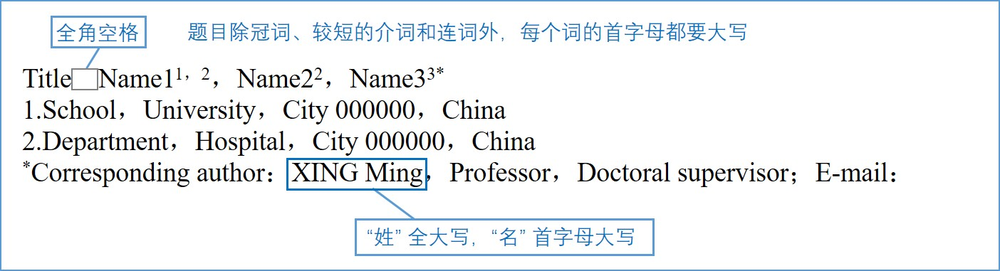 全角空格 题目除冠词、较短的介词和连词外，每个词的首字母都要大写
Title Name1¹，²，Name2²，Name3³*
1.School，University，City 000000，China
2.Department，Hospital，City 000000，China
*Corresponding author：XING Ming，Professor，Doctoral supervisor；E-mail：
“姓” 全大写，“名” 首字母大写